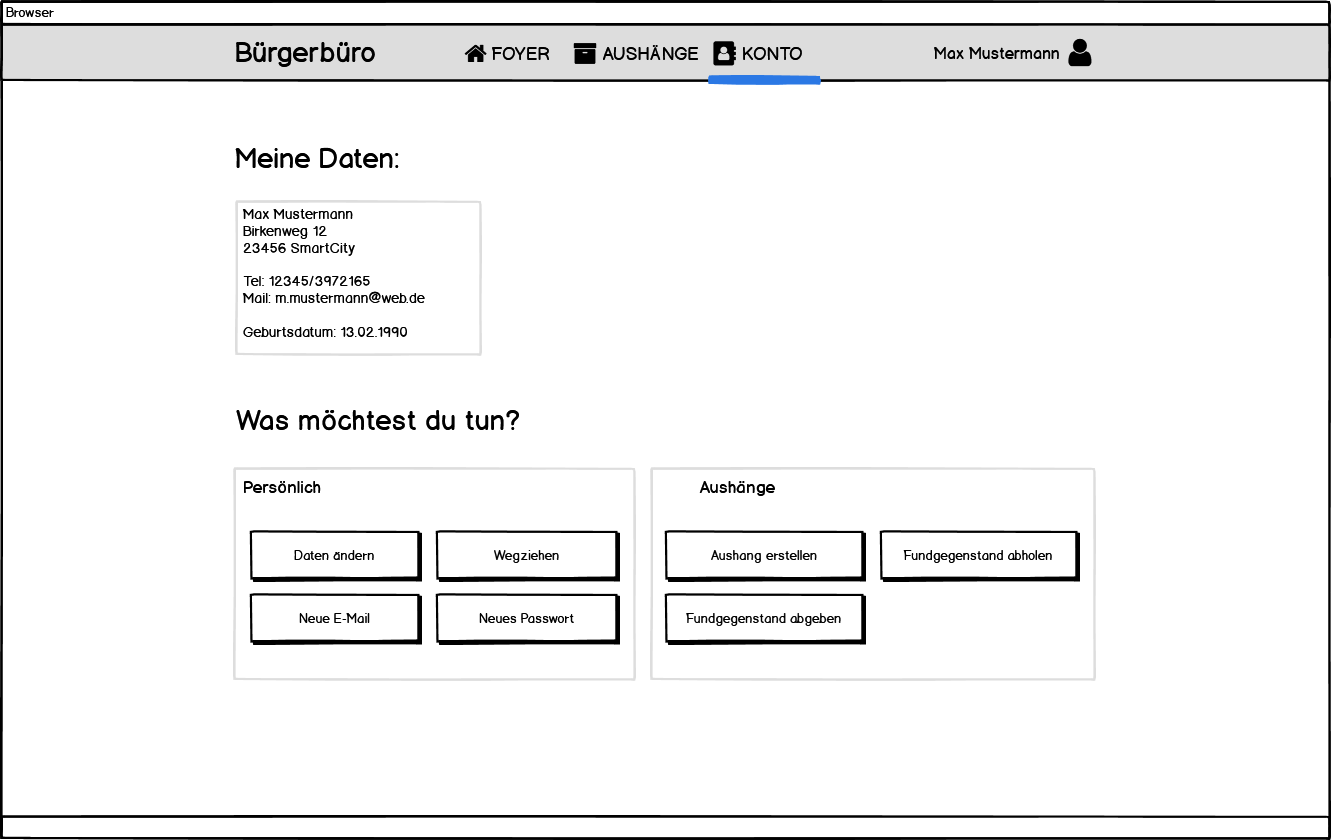 Browser
Bürgerbüro
FOYER
AUSHÄNGE
KONTO
Max Mustermann
Meine Daten:
Max Mustermann
Birkenweg 12
23456 SmartCity
Tel: 12345/3972165
Mail: m.mustermann@web.de
Geburtsdatum: 13.02.1990
Was möchtest du tun?
Persönlich
Daten ändern
Wegziehen
Neue E-Mail
Neues Passwort
Aushänge
Aushang erstellen
Fundgegenstand abholen
Fundgegenstand abgeben